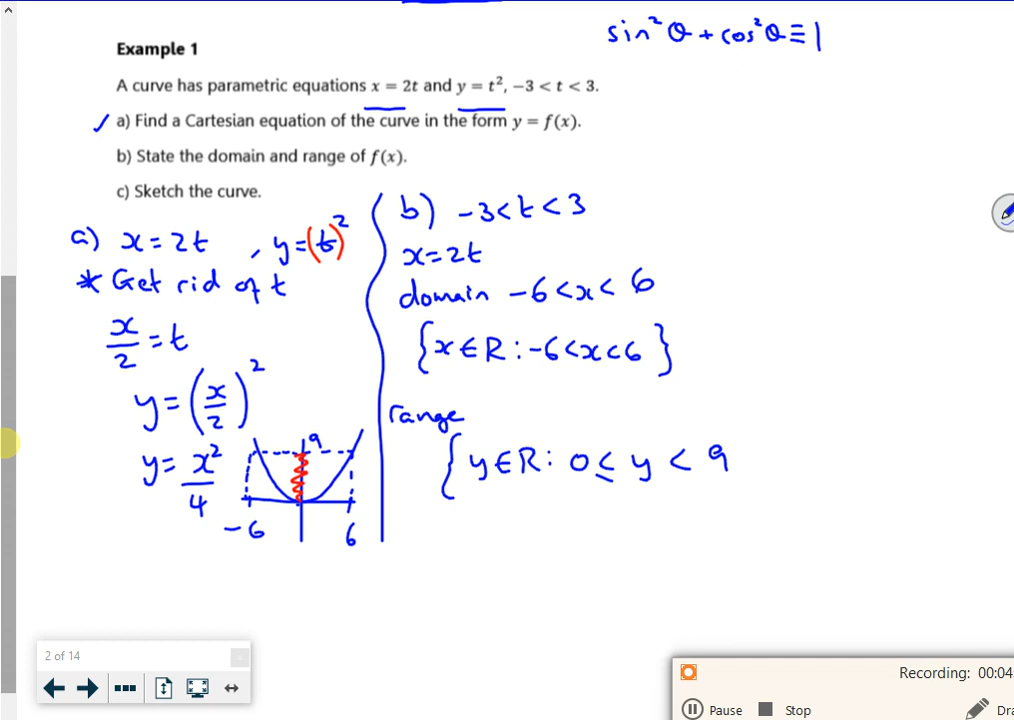 sin²θ + cos²θ ≡ 1
Example 1
A curve has parametric equations x = 2t and y = t², −3 < t < 3.
a) Find a Cartesian equation of the curve in the form y = f(x).
b) State the domain and range of f(x).
c) Sketch the curve.
a) x = 2t , y = (t)²
* Get rid of t
x/2 = t
y = (x/2)²
y = x²/4
9
-6 6
b) -3 < t < 3
x = 2t
domain -6 < x < 6
{x ∈ R : -6 < x < 6}
range
{y ∈ R : 0 ≤ y < 9
2 of 14
Recording: 00:04
Pause Stop Dra